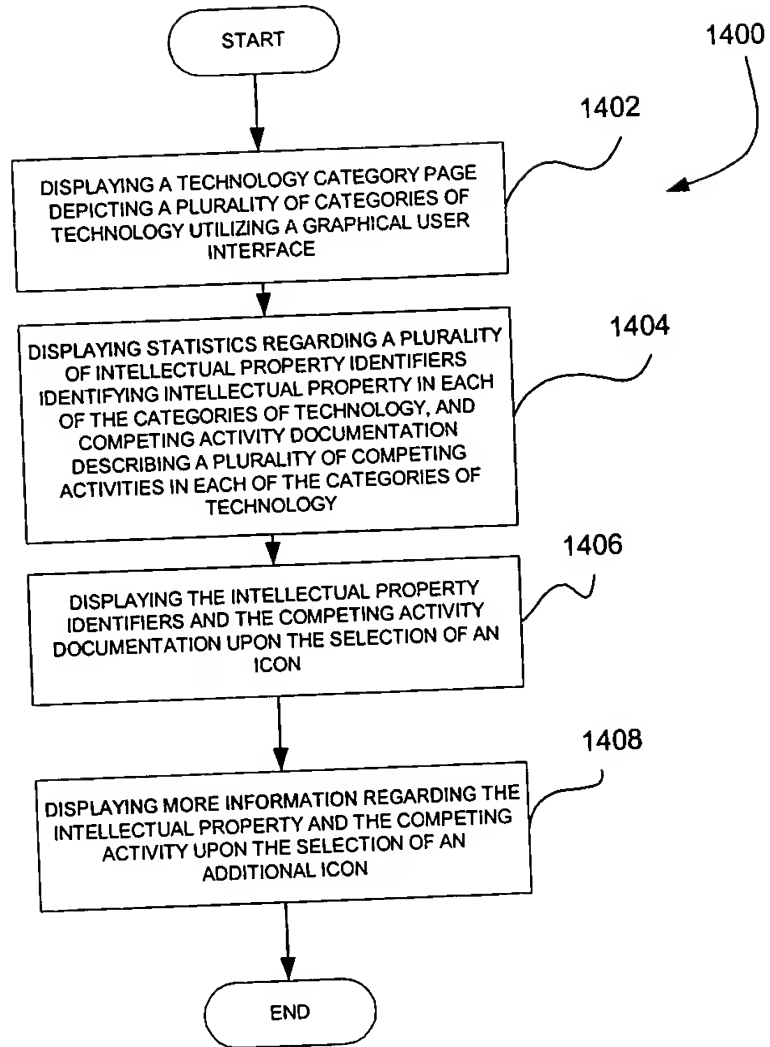 START
1400
1402
DISPLAYING A TECHNOLOGY CATEGORY PAGE
DEPICTING A PLURALITY OF CATEGORIES OF
TECHNOLOGY UTILIZING A GRAPHICAL USER
INTERFACE
1404
DISPLAYING STATISTICS REGARDING A PLURALITY
OF INTELLECTUAL PROPERTY IDENTIFIERS
IDENTIFYING INTELLECTUAL PROPERTY IN EACH
OF THE CATEGORIES OF TECHNOLOGY, AND
COMPETING ACTIVITY DOCUMENTATION
DESCRIBING A PLURALITY OF COMPETING
ACTIVITIES IN EACH OF THE CATEGORIES OF
TECHNOLOGY
1406
DISPLAYING THE INTELLECTUAL PROPERTY
IDENTIFIERS AND THE COMPETING ACTIVITY
DOCUMENTATION UPON THE SELECTION OF AN
ICON
1408
DISPLAYING MORE INFORMATION REGARDING THE
INTELLECTUAL PROPERTY AND THE COMPETING
ACTIVITY UPON THE SELECTION OF AN
ADDITIONAL ICON
END